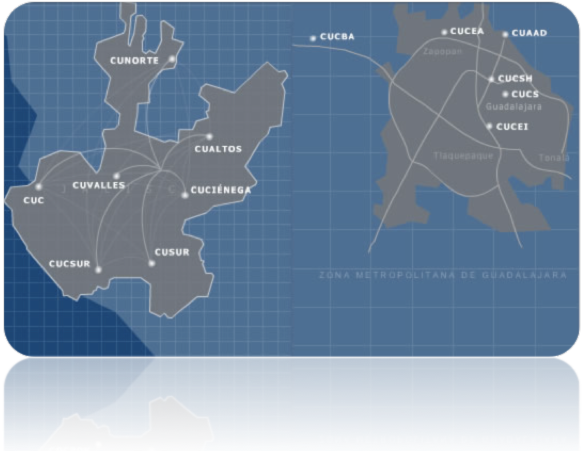 CUNORTE
CUALTOS
CUVALLES
CUCIÉNEGA
CUC
CUSUR
CUCSUR
CUCBA
CUCEA
CUAAD
Zapopan
CUCSH
CUCS
Guadalajara
CUCEI
Tlaquepaque
Tonalá
ZONA METROPOLITANA DE GUADALAJARA